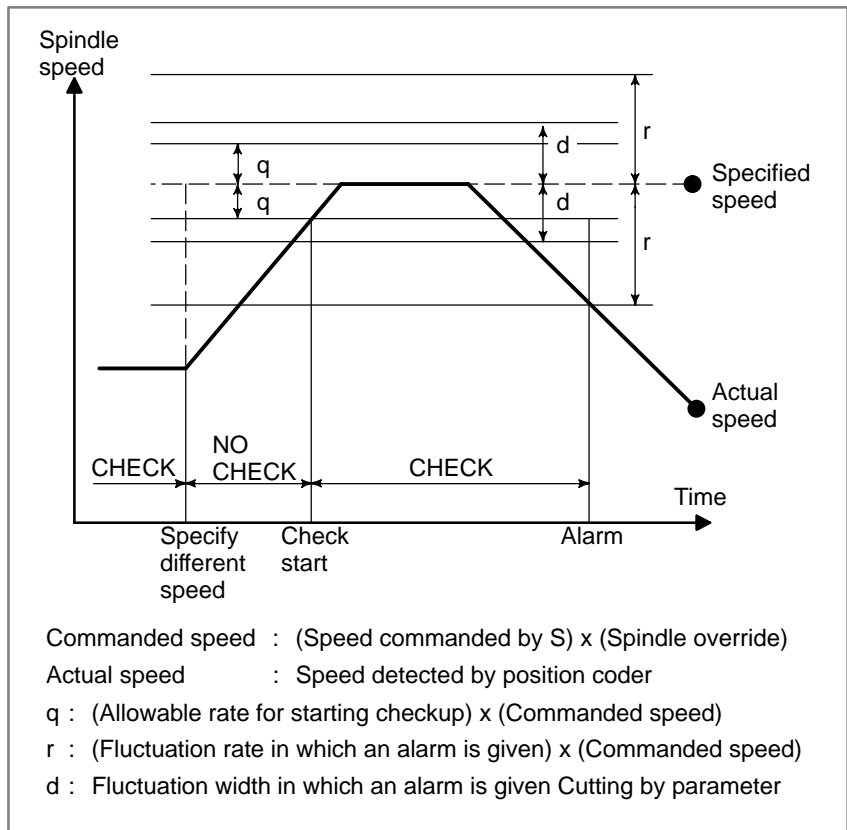 Spindle
speed
r
d
q
Specified
speed
q
d
r
Actual
speed
NO
CHECK
CHECK
CHECK
Time
Specify
different
speed
Check
start
Alarm
Commanded speed : (Speed commanded by S) x (Spindle override)
Actual speed : Speed detected by position coder
q : (Allowable rate for starting checkup) x (Commanded speed)
r : (Fluctuation rate in which an alarm is given) x (Commanded speed)
d : Fluctuation width in which an alarm is given Cutting by parameter